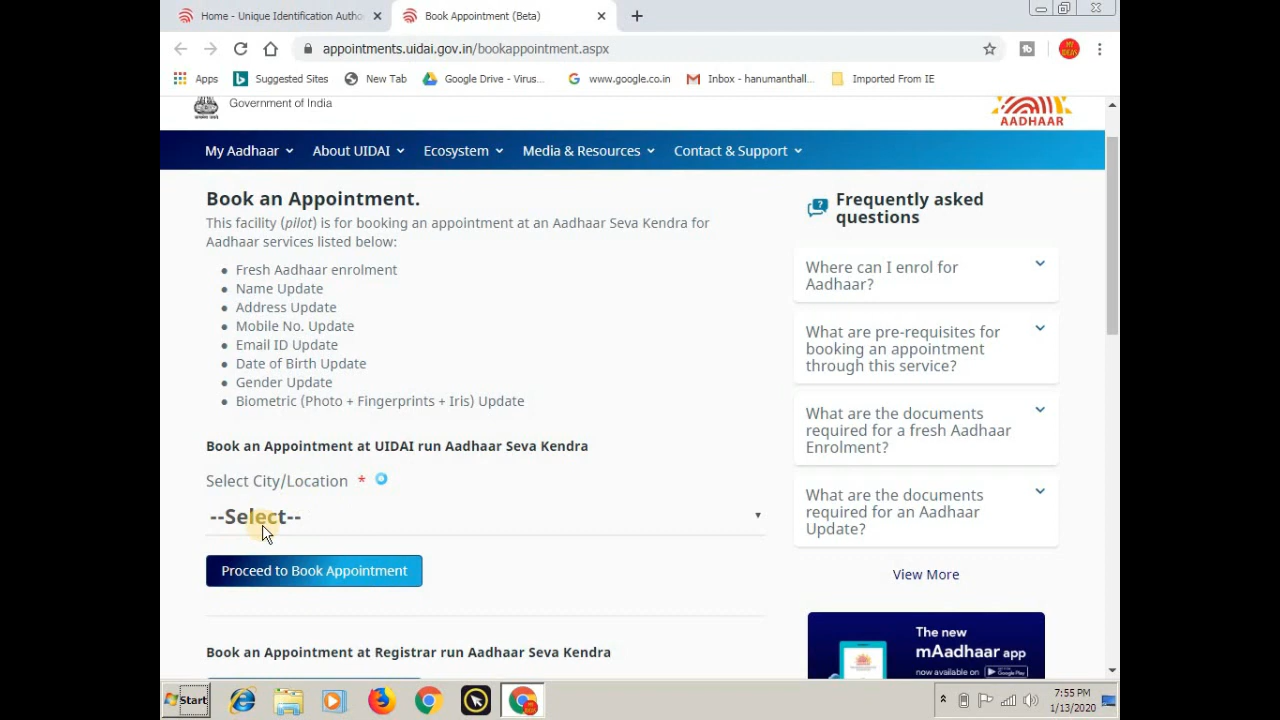 Home - Unique Identification Autho
Book Appointment (Beta)
appointments.uidai.gov.in/bookappointment.aspx
Apps
Suggested Sites
New Tab
Google Drive - Virus...
www.google.co.in
Inbox - hanumanthall...
Imported From IE
Government of India
AADHAAR
My Aadhaar
About UIDAI
Ecosystem
Media & Resources
Contact & Support
Book an Appointment.
This facility (pilot) is for booking an appointment at an Aadhaar Seva Kendra for
Aadhaar services listed below:
Fresh Aadhaar enrolment
Name Update
Address Update
Mobile No. Update
Email ID Update
Date of Birth Update
Gender Update
Biometric (Photo + Fingerprints + Iris) Update
Book an Appointment at UIDAI run Aadhaar Seva Kendra
Select City/Location *
--Select--
Proceed to Book Appointment
Book an Appointment at Registrar run Aadhaar Seva Kendra
Frequently asked
questions
Where can I enrol for
Aadhaar?
What are pre-requisites for
booking an appointment
through this service?
What are the documents
required for a fresh Aadhaar
Enrolment?
What are the documents
required for an Aadhaar
Update?
View More
The new
mAadhaar app
now available on
Google Play
Start
7:55 PM
1/13/2020